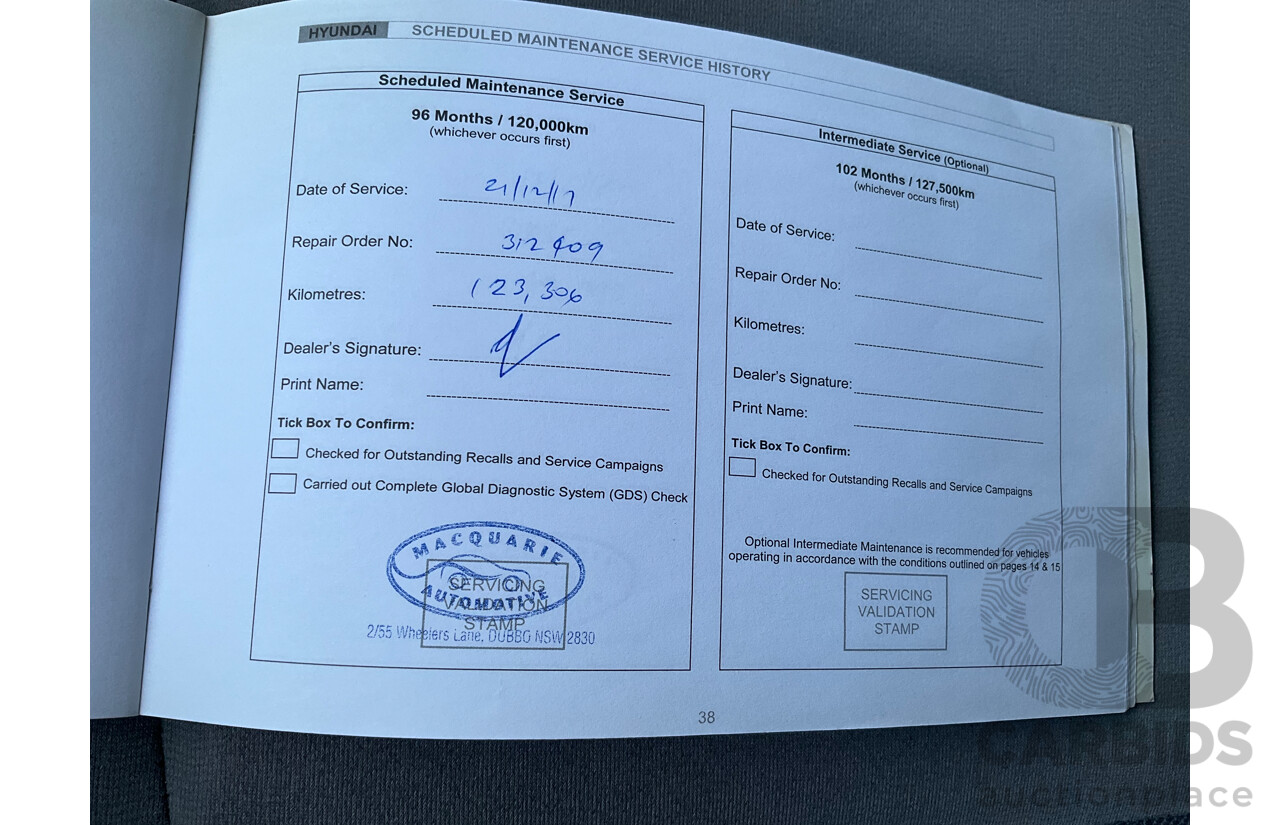 HYUNDAI SCHEDULED MAINTENANCE SERVICE HISTORY
Scheduled Maintenance Service
96 Months / 120,000km
(whichever occurs first)
Date of Service: 21/12/17
Repair Order No: 312409
Kilometres: 123,306
Dealer's Signature:
Print Name:
Tick Box To Confirm:
Checked for Outstanding Recalls and Service Campaigns
Carried out Complete Global Diagnostic System (GDS) Check
MACQUARIE
AUTOMOTIVE
SERVICING
VALIDATION
STAMP
2/55 Wheelers Lane, DUBBO NSW 2830
Intermediate Service (Optional)
102 Months / 127,500km
(whichever occurs first)
Date of Service:
Repair Order No:
Kilometres:
Dealer's Signature:
Print Name:
Tick Box To Confirm:
Checked for Outstanding Recalls and Service Campaigns
Optional Intermediate Maintenance is recommended for vehicles
operating in accordance with the conditions outlined on pages 14 & 15
SERVICING
VALIDATION
STAMP
38
CB
CARBIDS
auctionplace